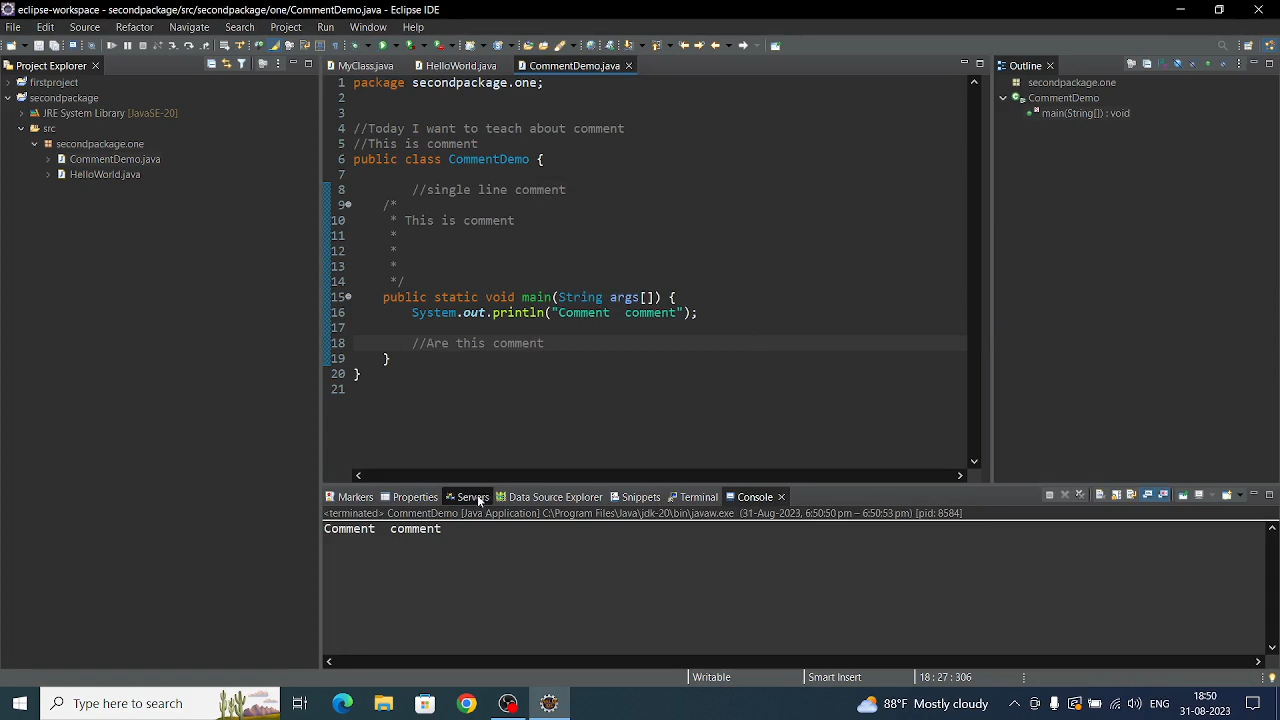 eclipse-workspace - secondpackage/src/secondpackage/one/CommentDemo.java - Eclipse IDE
File Edit Source Refactor Navigate Search Project Run Window Help
Project Explorer
firstproject
secondpackage
JRE System Library [JavaSE-20]
src
secondpackage.one
CommentDemo.java
HelloWorld.java
MyClass.java HelloWorld.java CommentDemo.java
1 package secondpackage.one;
2
3
4 //Today I want to teach about comment
5 //This is comment
6 public class CommentDemo {
7
8 //single line comment
9 /*
10 * This is comment
11 *
12 *
13 *
14 */
15 public static void main(String args[]) {
16 System.out.println("Comment  comment");
17
18 //Are this comment
19 }
20 }
21
Outline
secondpackage.one
CommentDemo
main(String[]) : void
Markers Properties Servers Data Source Explorer Snippets Terminal Console
<terminated> CommentDemo [Java Application] C:\Program Files\Java\jdk-20\bin\javaw.exe (31-Aug-2023, 6:50:50 pm – 6:50:53 pm) [pid: 8584]
Comment  comment
Writable Smart Insert 18 : 27 : 306
Type here to search
88°F Mostly cloudy ENG 18:50
31-08-2023